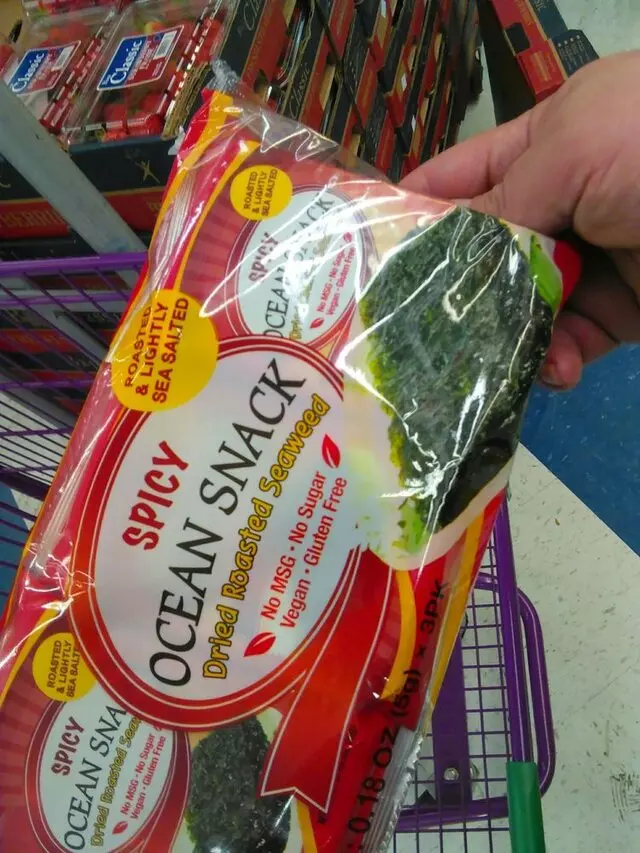 Classic
Classic
ROASTED
& LIGHTLY
SEA SALTED
SPICY
OCEAN SNACK
No MSG • No Sugar
Vegan • Gluten Free
ROASTED
& LIGHTLY
SEA SALTED
SPICY
OCEAN SNACK
Dried Roasted Seaweed
No MSG • No Sugar
Vegan • Gluten Free
ROASTED
& LIGHTLY
SEA SALT
SPICY
OCEAN SNA
Dried Roasted Seaw
No MSG • No Sugar
Vegan • Gluten Free
0.18 OZ (5g) × 3PK